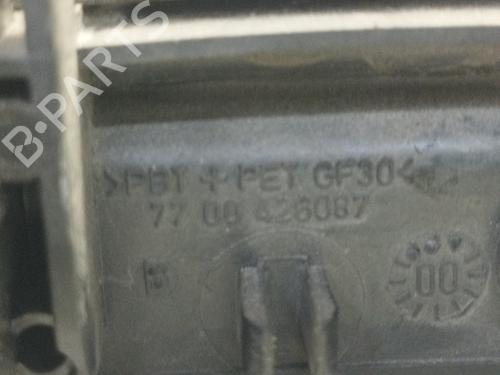 B-PARTS
>PBT + PET GF30<
77 00 426087
00